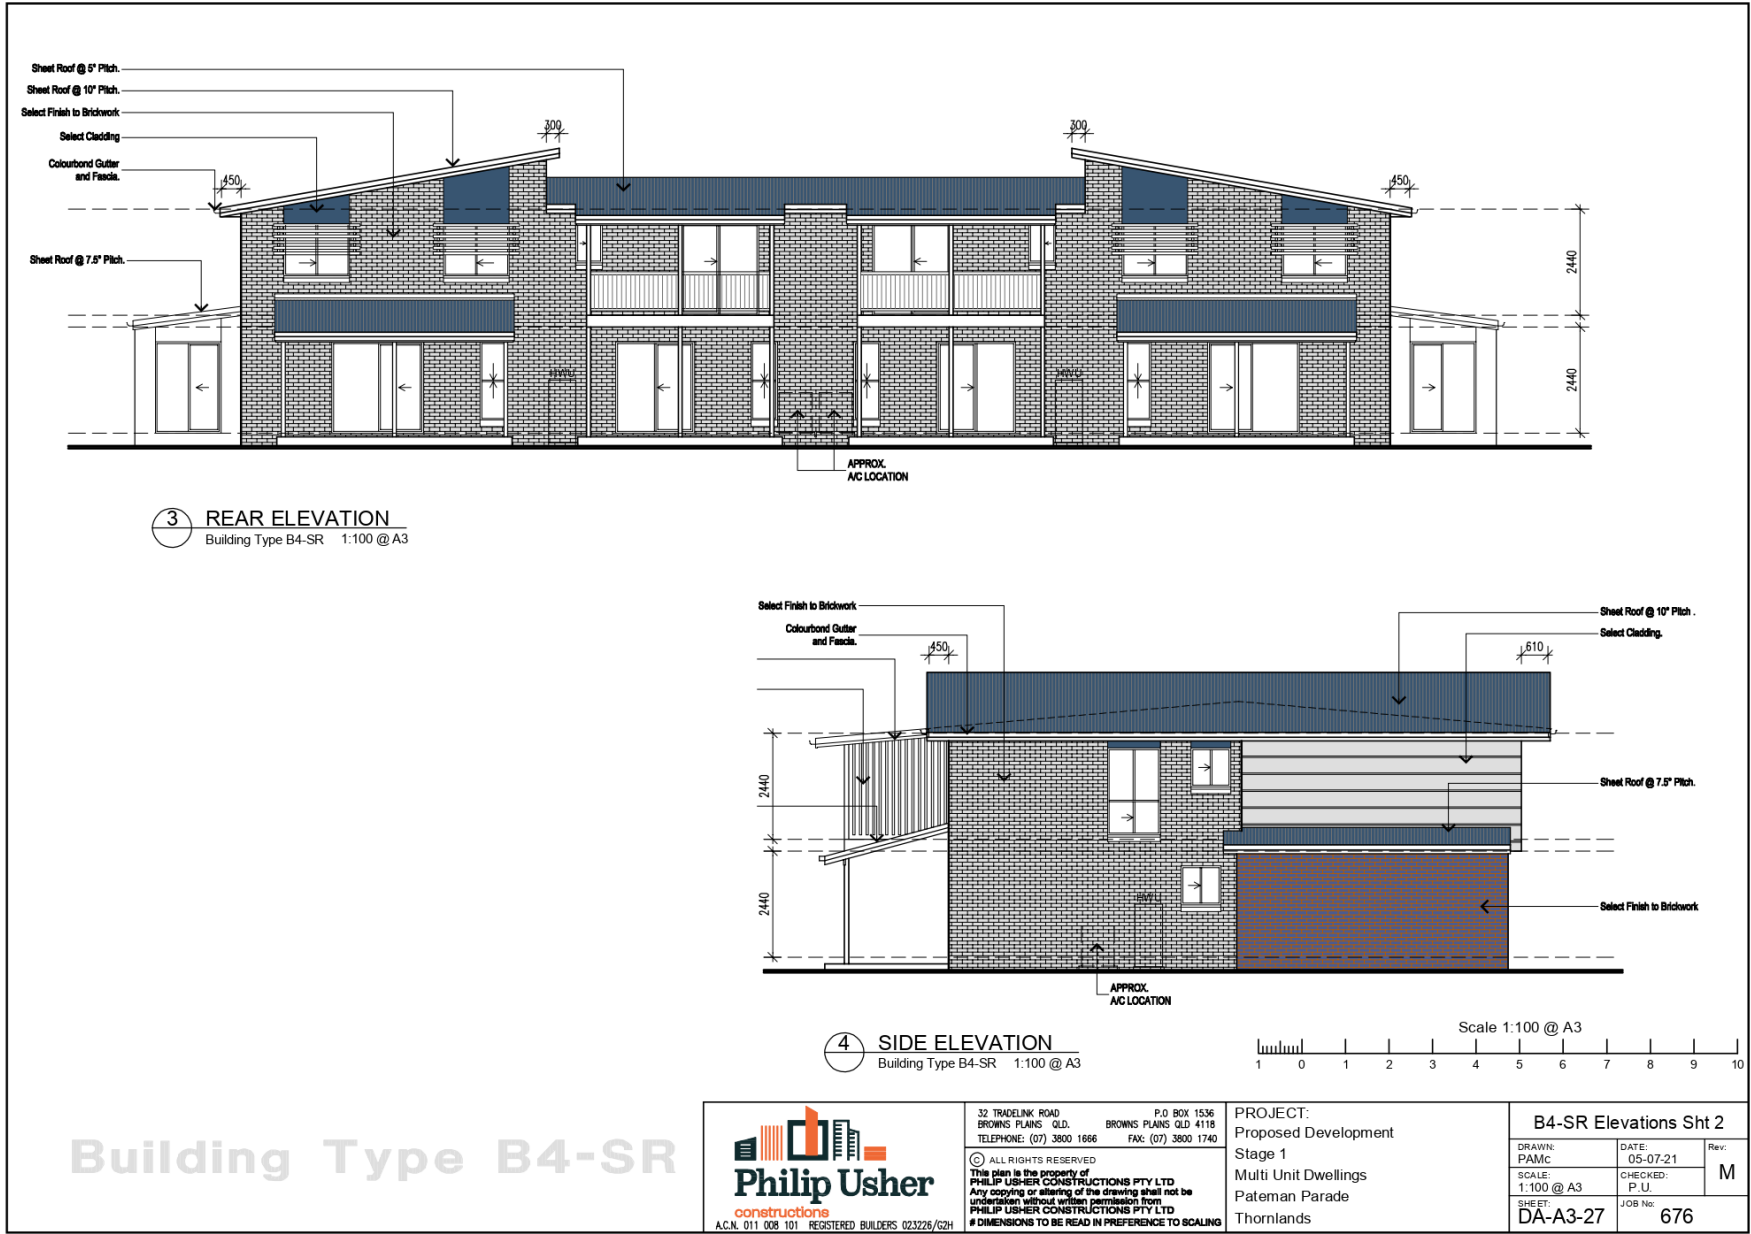 Sheet Roof @ 5° Pitch.
Sheet Roof @ 10° Pitch.
Select Finish to Brickwork
Select Cladding
Colourbond Gutter
and Fascia.
Sheet Roof @ 7.5° Pitch.
450
300
300
450
2440
2440
HWU
HWU
APPROX.
A/C LOCATION
3 REAR ELEVATION
Building Type B4-SR 1:100 @ A3
Select Finish to Brickwork
Colourbond Gutter
and Fascia.
450
610
Sheet Roof @ 10° Pitch .
Select Cladding.
Sheet Roof @ 7.5° Pitch.
Select Finish to Brickwork
2440
2440
HWU
APPROX.
A/C LOCATION
4 SIDE ELEVATION
Building Type B4-SR 1:100 @ A3
Scale 1:100 @ A3
1 0 1 2 3 4 5 6 7 8 9 10
Building Type B4-SR
Philip Usher
constructions
A.C.N. 011 008 101 REGISTERED BUILDERS 023226/G2H
32 TRADELINK ROAD P.O BOX 1536
BROWNS PLAINS QLD. BROWNS PLAINS QLD 4118
TELEPHONE: (07) 3800 1666 FAX: (07) 3800 1740
© ALL RIGHTS RESERVED
This plan is the property of
PHILIP USHER CONSTRUCTIONS PTY LTD
Any copying or altering of the drawing shall not be
undertaken without written permission from
PHILIP USHER CONSTRUCTIONS PTY LTD
# DIMENSIONS TO BE READ IN PREFERENCE TO SCALING
PROJECT:
Proposed Development
Stage 1
Multi Unit Dwellings
Pateman Parade
Thornlands
B4-SR Elevations Sht 2
DRAWN:
PAMc
DATE:
05-07-21
Rev:
M
SCALE:
1:100 @ A3
CHECKED:
P.U.
SHEET:
DA-A3-27
JOB No:
676